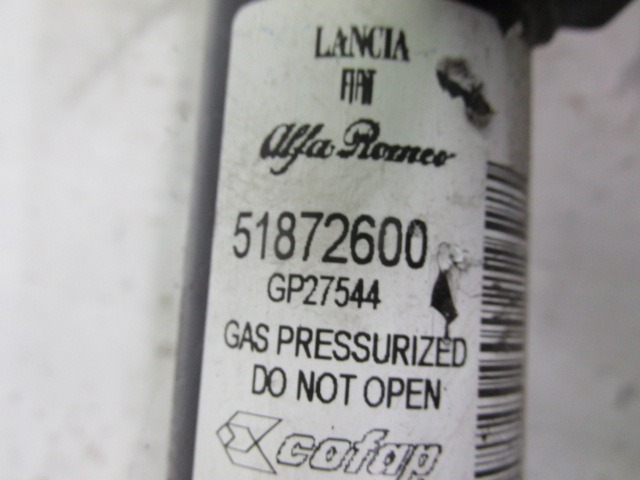 LANCIA
FIAT
Alfa Romeo
51872600
GP27544
GAS PRESSURIZED
DO NOT OPEN
cofap